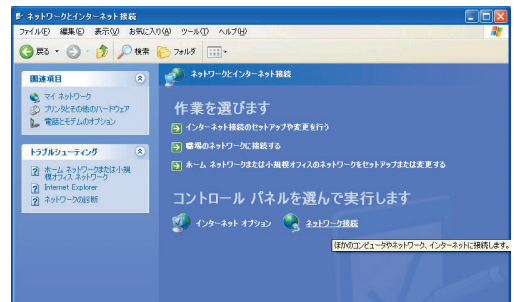 ネットワークとインターネット接続
ファイル(F) 編集(E) 表示(V) お気に入り(A) ツール(T) ヘルプ(H)
戻る 検索 フォルダ
関連項目
マイ ネットワーク
プリンタとその他のハードウェア
電話とモデムのオプション
トラブルシューティング
ホーム ネットワークまたは小規
模オフィス ネットワーク
Internet Explorer
ネットワークの診断
ネットワークとインターネット接続
作業を選びます
インターネット接続のセットアップや変更を行う
職場のネットワークに接続する
ホーム ネットワークまたは小規模オフィスのネットワークをセットアップまたは変更する
コントロール パネルを選んで実行します
インターネット オプション ネットワーク接続
ほかのコンピュータやネットワーク、インターネットに接続します。